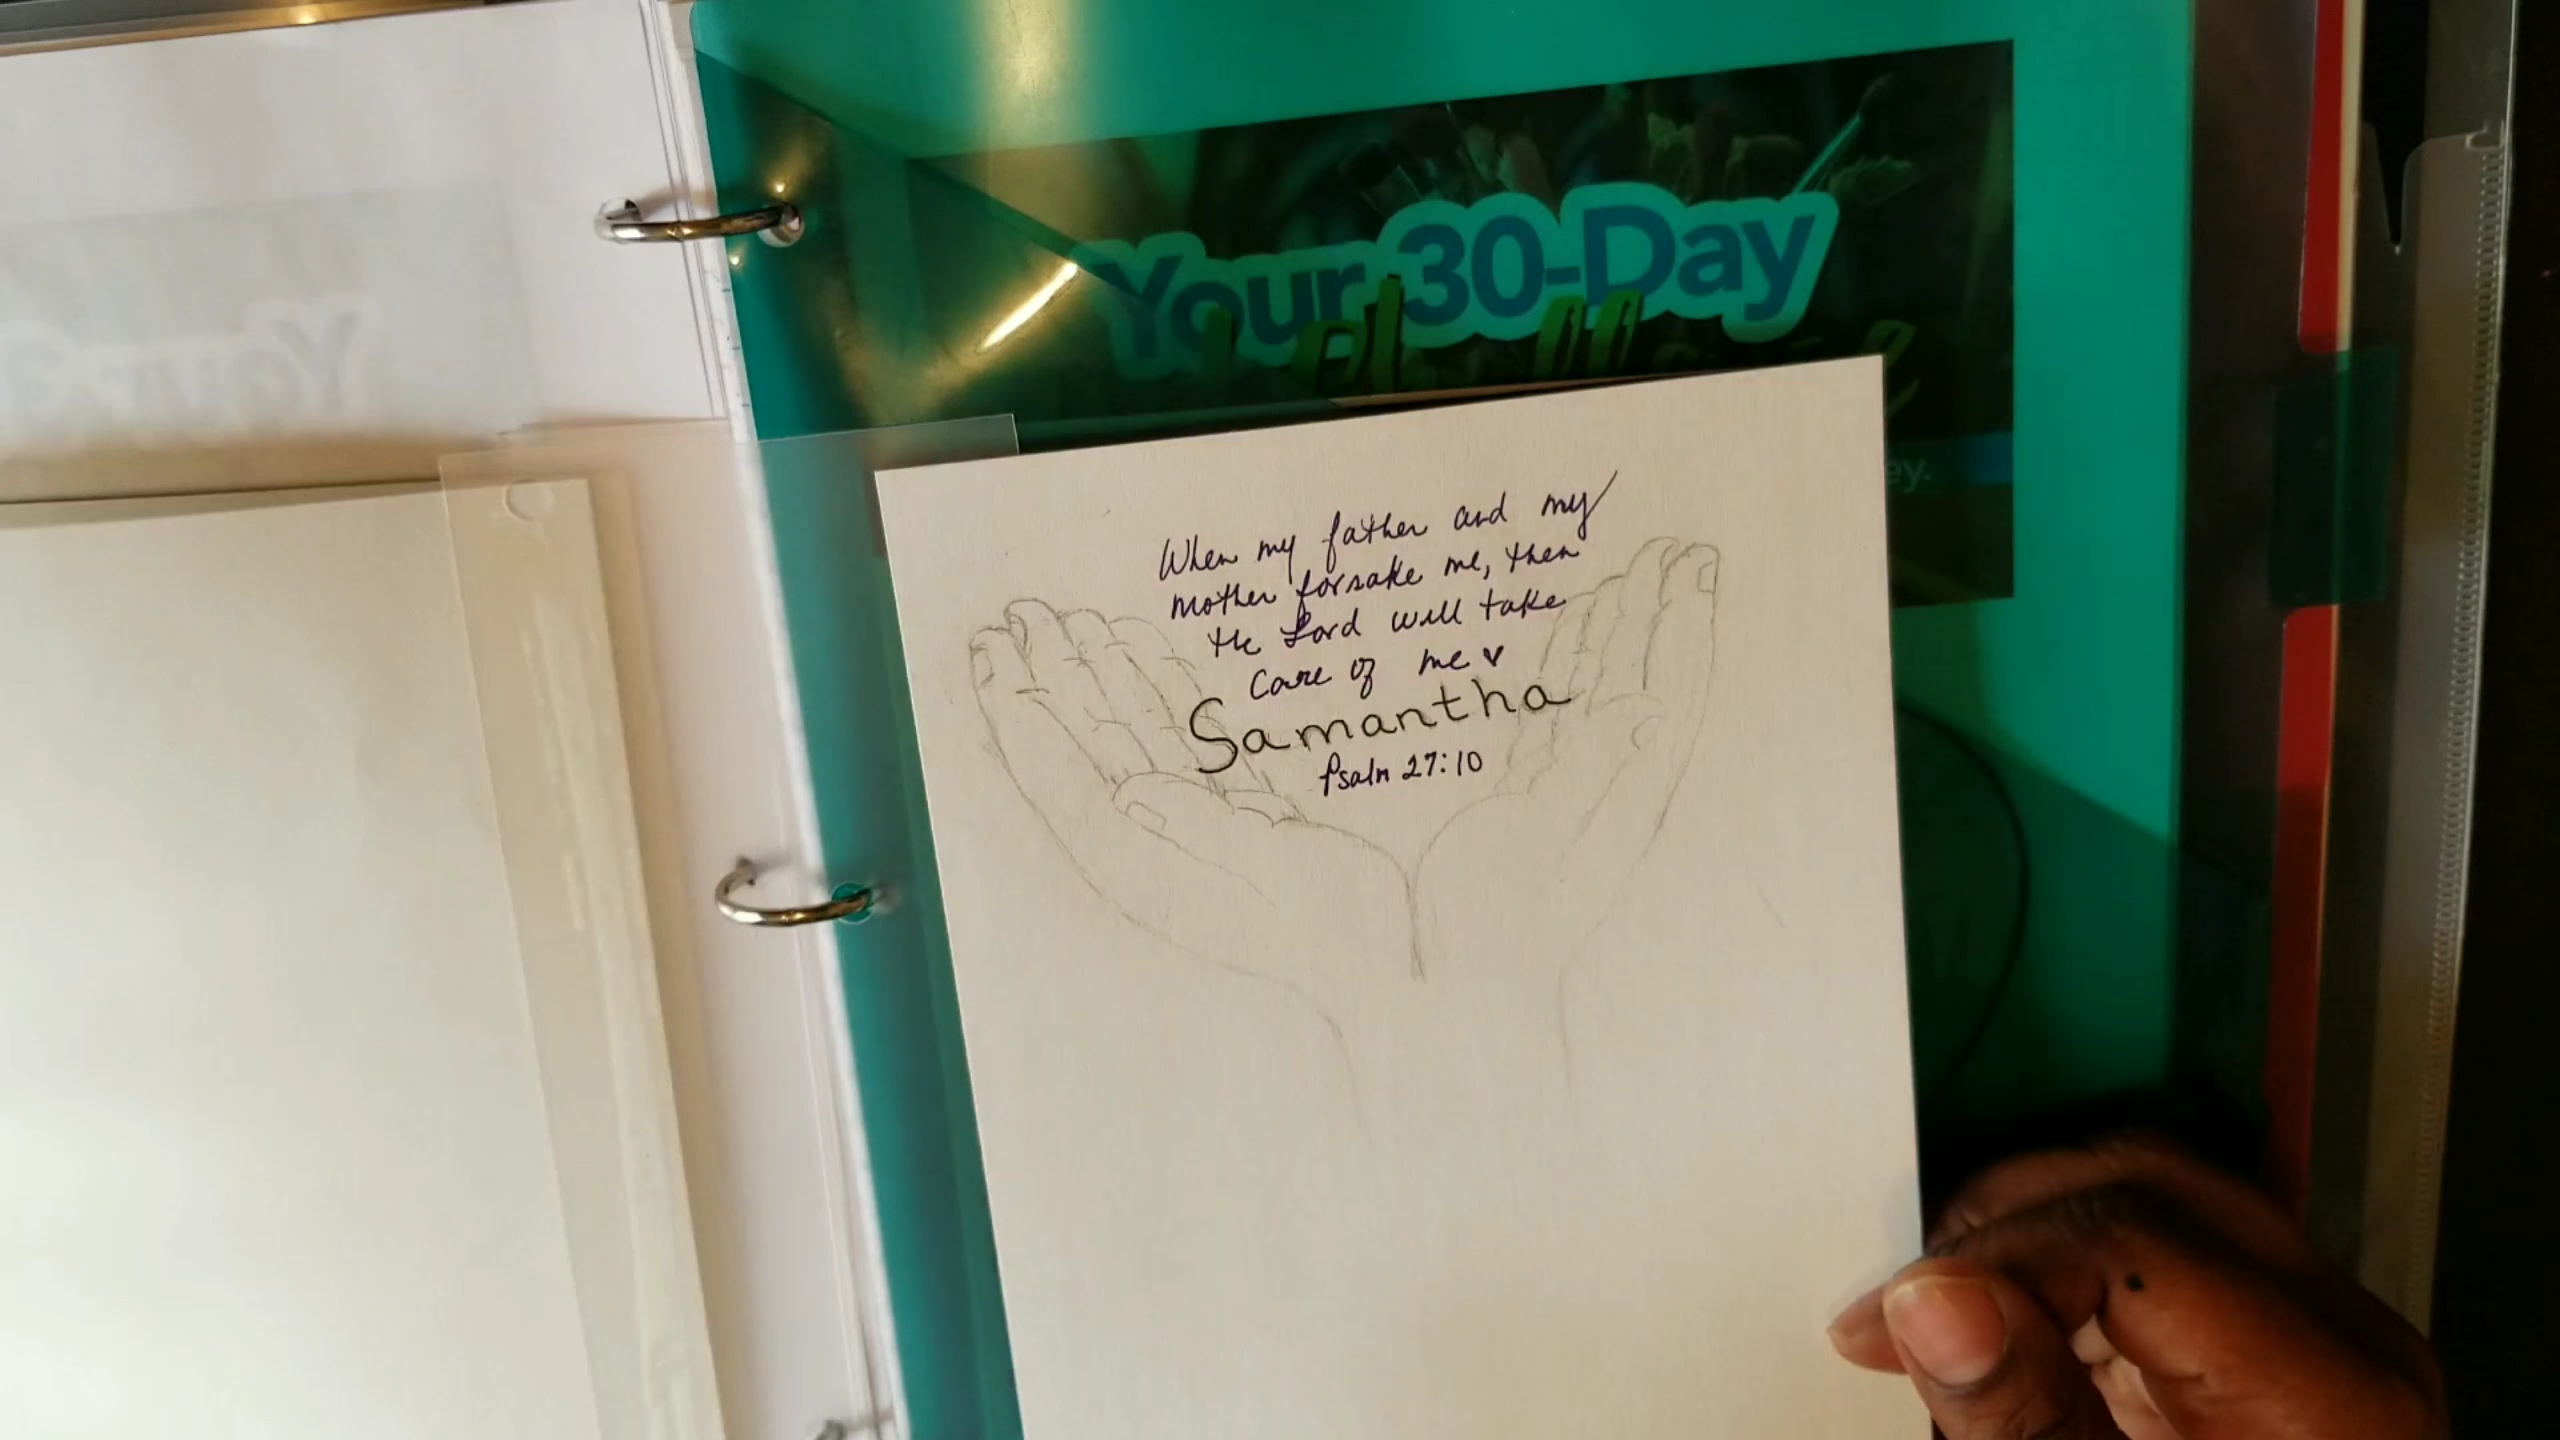 Your 30-Day
ey.
When my father and my
mother forsake me, then
the Lord will take
care of me ♥
Samantha
Psalm 27:10